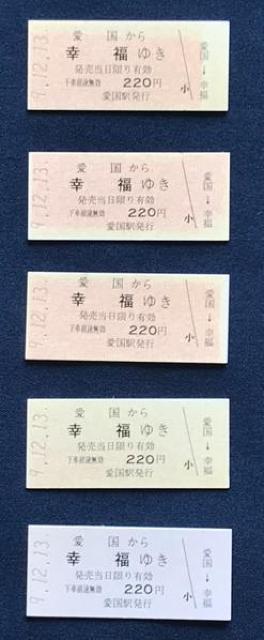 9.12.13.
愛国から
幸福ゆき
発売当日限り有効
下車前途無効 220円
愛国駅発行
小
愛国→幸福
9.12.13.
愛国から
幸福ゆき
発売当日限り有効
下車前途無効 220円
愛国駅発行
小
愛国→幸福
9.12.13.
愛国から
幸福ゆき
発売当日限り有効
下車前途無効 220円
愛国駅発行
小
愛国→幸福
9.12.13.
愛国から
幸福ゆき
発売当日限り有効
下車前途無効 220円
愛国駅発行
小
愛国→幸福
9.12.13.
愛国から
幸福ゆき
発売当日限り有効
下車前途無効 220円
愛国駅発行
小
愛国→幸福